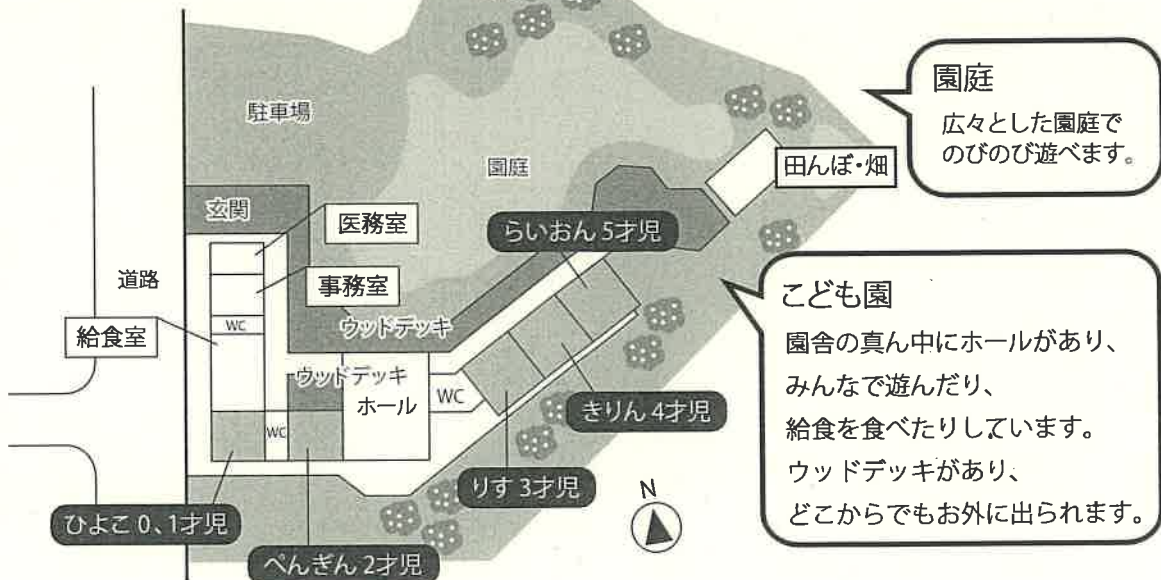 駐車場
園庭
園庭
広々とした園庭で
のびのび遊べます。
田んぼ・畑
玄関
医務室
らいおん 5才児
道路
事務室
こども園
園舎の真ん中にホールがあり、
みんなで遊んだり、
給食を食べたりしています。
ウッドデッキがあり、
どこからでもお外に出られます。
給食室
WC
ウッドデッキ
ウッドデッキ
ホール
WC
きりん 4才児
WC
りす 3才児
N
ひよこ 0、1才児
ぺんぎん 2才児